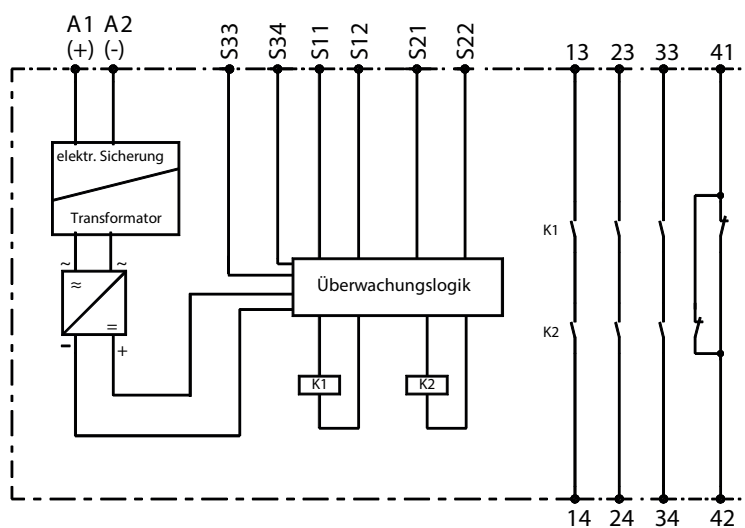 A1 A2 S33 S34 S11 S12 S21 S22 13 23 33 41
(+) (-)
elektr. Sicherung
Transformator
~ ~
≈
=
- +
Überwachungslogik
K1 K2
K1
K2
14 24 34 42